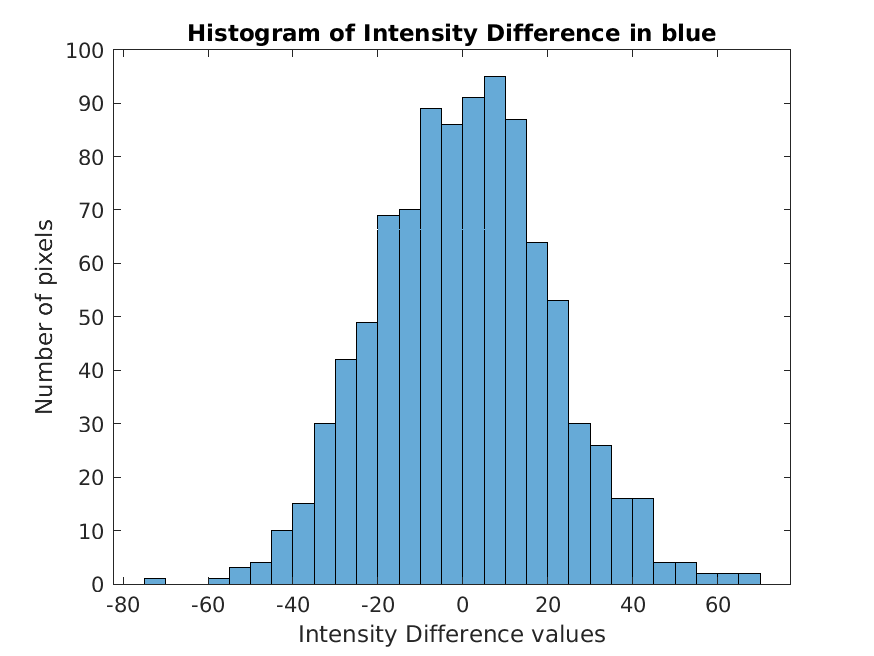 Histogram of Intensity Difference in blue
100
90
80
70
60
50
40
30
20
10
0
Number of pixels
-80 -60 -40 -20 0 20 40 60
Intensity Difference values